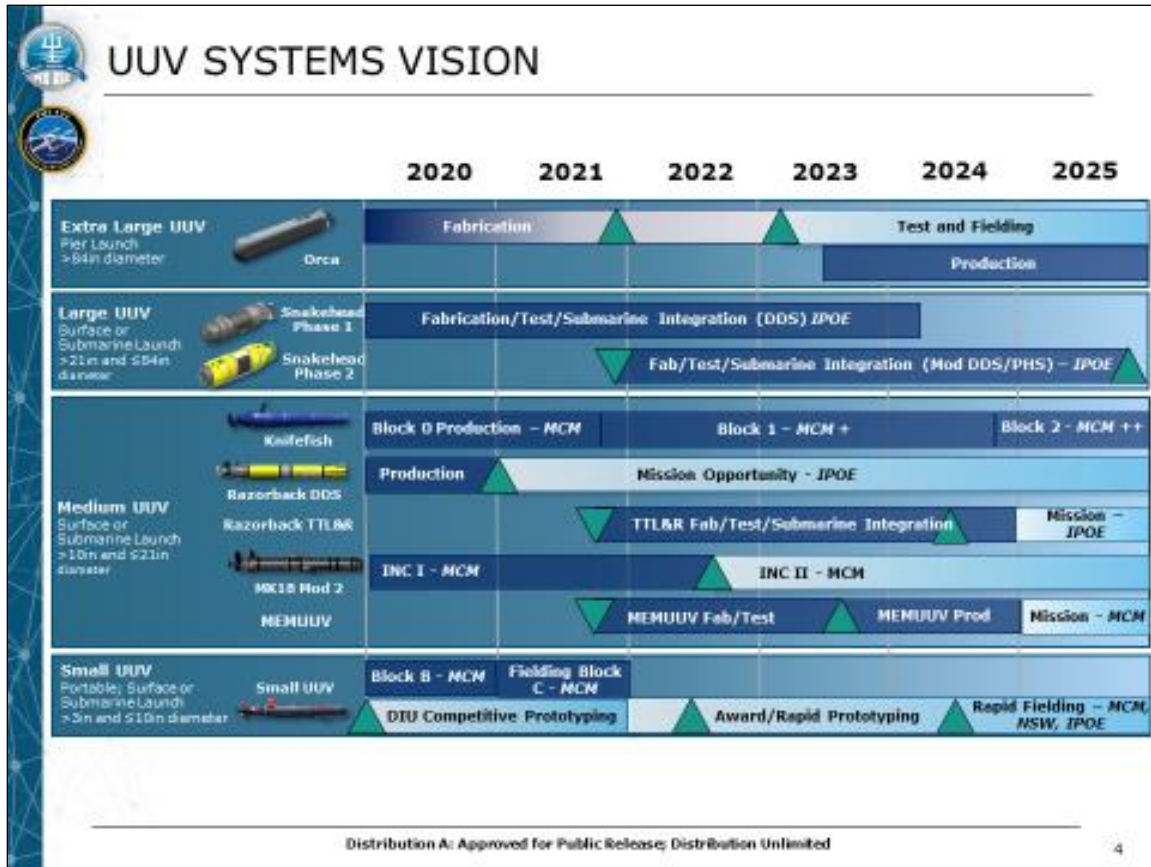 UUV SYSTEMS VISION
2020 2021 2022 2023 2024 2025
Extra Large UUV
Pier Launch
>84in diameter
Orca
Fabrication
Test and Fielding
Production
Large UUV
Surface or
Submarine Launch
>21in and ≤84in
diameter
Snakehead
Phase 1
Snakehead
Phase 2
Fabrication/Test/Submarine Integration (DDS) IPOE
Fab/Test/Submarine Integration (Mod DDS/PHS) – IPOE
Medium UUV
Surface or
Submarine Launch
>10in and ≤21in
diameter
Knifefish
Block 0 Production – MCM
Block 1 – MCM +
Block 2 - MCM ++
Razorback DDS
Production
Mission Opportunity - IPOE
Razorback TTL&R
TTL&R Fab/Test/Submarine Integration
Mission –
IPOE
MK18 Mod 2
INC I - MCM
INC II - MCM
MEMUUV
MEMUUV Fab/Test
MEMUUV Prod
Mission – MCM
Small UUV
Portable; Surface or
Submarine Launch
>3in and ≤10in diameter
Small UUV
Block B - MCM
Fielding Block
C - MCM
DIU Competitive Prototyping
Award/Rapid Prototyping
Rapid Fielding – MCM,
NSW, IPOE
Distribution A: Approved for Public Release; Distribution Unlimited
4